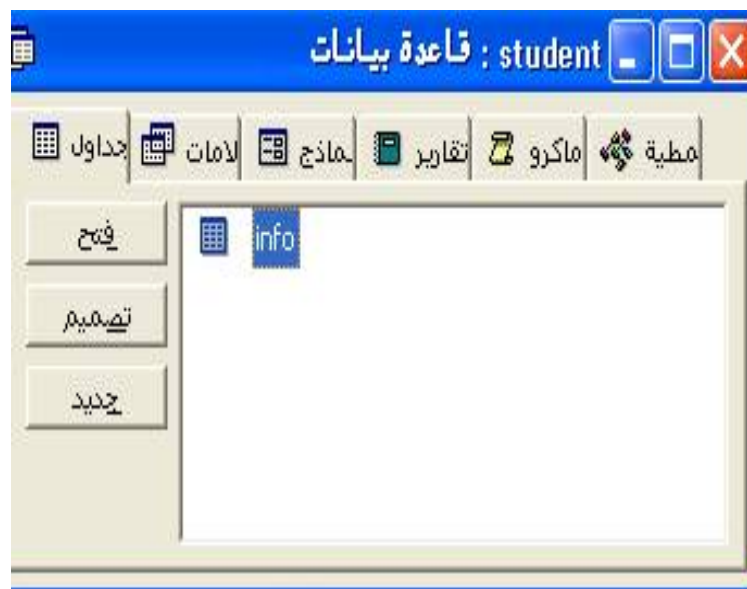 student : قاعدة بيانات
جداول لامات ماذج تقارير ماكرو مطية
فتح
info
تصميم
جديد